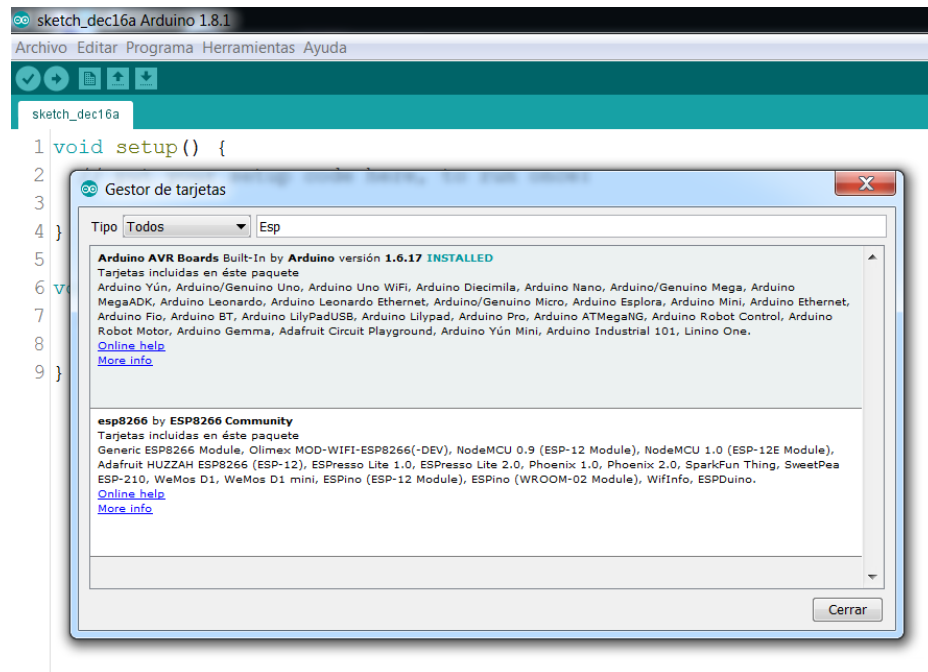 sketch_dec16a Arduino 1.8.1
Archivo Editar Programa Herramientas Ayuda
sketch_dec16a
1 void setup() {
2
Gestor de tarjetas
3
Tipo Todos Esp
4 }
Arduino AVR Boards Built-In by Arduino versión 1.6.17 INSTALLED
5
Tarjetas incluidas en éste paquete
6 vo
Arduino Yún, Arduino/Genuino Uno, Arduino Uno WiFi, Arduino Diecimila, Arduino Nano, Arduino/Genuino Mega, Arduino
MegaADK, Arduino Leonardo, Arduino Leonardo Ethernet, Arduino/Genuino Micro, Arduino Esplora, Arduino Mini, Arduino Ethernet,
7
Arduino Fio, Arduino BT, Arduino LilyPadUSB, Arduino Lilypad, Arduino Pro, Arduino ATMegaNG, Arduino Robot Control, Arduino
Robot Motor, Arduino Gemma, Adafruit Circuit Playground, Arduino Yún Mini, Arduino Industrial 101, Linino One.
8
Online help
More info
9 }
esp8266 by ESP8266 Community
Tarjetas incluidas en éste paquete
Generic ESP8266 Module, Olimex MOD-WIFI-ESP8266(-DEV), NodeMCU 0.9 (ESP-12 Module), NodeMCU 1.0 (ESP-12E Module),
Adafruit HUZZAH ESP8266 (ESP-12), ESPresso Lite 1.0, ESPresso Lite 2.0, Phoenix 1.0, Phoenix 2.0, SparkFun Thing, SweetPea
ESP-210, WeMos D1, WeMos D1 mini, ESPino (ESP-12 Module), ESPino (WROOM-02 Module), WifInfo, ESPDuino.
Online help
More info
Cerrar